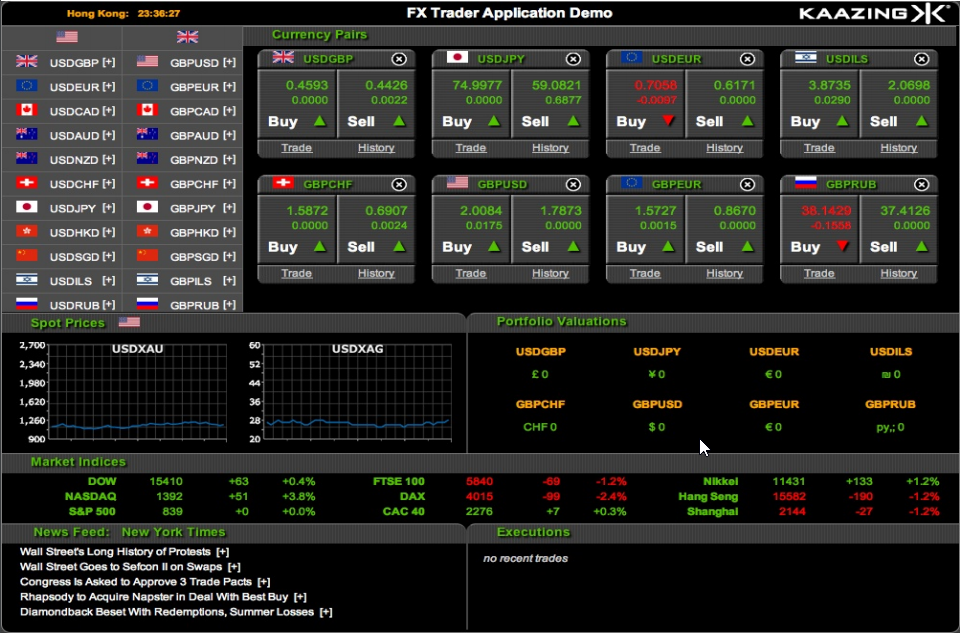 Hong Kong: 23:36:27 FX Trader Application Demo KAAZING
Currency Pairs
USDGBP [+] GBPUSD [+]
USDEUR [+] GBPEUR [+]
USDCAD [+] GBPCAD [+]
USDAUD [+] GBPAUD [+]
USDNZD [+] GBPNZD [+]
USDCHF [+] GBPCHF [+]
USDJPY [+] GBPJPY [+]
USDHKD [+] GBPHKD [+]
USDSGD [+] GBPSGD [+]
USDILS [+] GBPILS [+]
USDRUB [+] GBPRUB [+]
USDGBP USDJPY USDEUR USDILS
0.4593 0.4426 74.9977 59.0821 0.7058 0.6171 3.8735 2.0698
0.0000 0.0022 0.0000 0.6877 -0.0097 0.0000 0.0290 0.0000
Buy Sell Buy Sell Buy Sell Buy Sell
Trade History Trade History Trade History Trade History
GBPCHF GBPUSD GBPEUR GBPRUB
1.5872 0.6907 2.0084 1.7873 1.5727 0.8670 38.1429 37.4126
0.0000 0.0024 0.0175 0.0000 0.0015 0.0000 -0.1558 0.0000
Buy Sell Buy Sell Buy Sell Buy Sell
Trade History Trade History Trade History Trade History
Spot Prices
USDXAU
2,700
2,340
1,980
1,620
1,260
900
USDXAG
60
52
44
36
28
20
Portfolio Valuations
USDGBP USDJPY USDEUR USDILS
£ 0 ¥ 0 € 0 ₪ 0
GBPCHF GBPUSD GBPEUR GBPRUB
CHF 0 $ 0 € 0 py,; 0
Market Indices
DOW 15410 +63 +0.4% FTSE 100 5840 -69 -1.2% Nikkei 11431 +133 +1.2%
NASDAQ 1392 +51 +3.8% DAX 4015 -99 -2.4% Hang Seng 15582 -190 -1.2%
S&P 500 839 +0 +0.0% CAC 40 2276 +7 +0.3% Shanghai 2144 -27 -1.2%
News Feed: New York Times
Wall Street's Long History of Protests [+]
Wall Street Goes to Sefcon II on Swaps [+]
Congress Is Asked to Approve 3 Trade Pacts [+]
Rhapsody to Acquire Napster in Deal With Best Buy [+]
Diamondback Beset With Redemptions, Summer Losses [+]
Executions
no recent trades